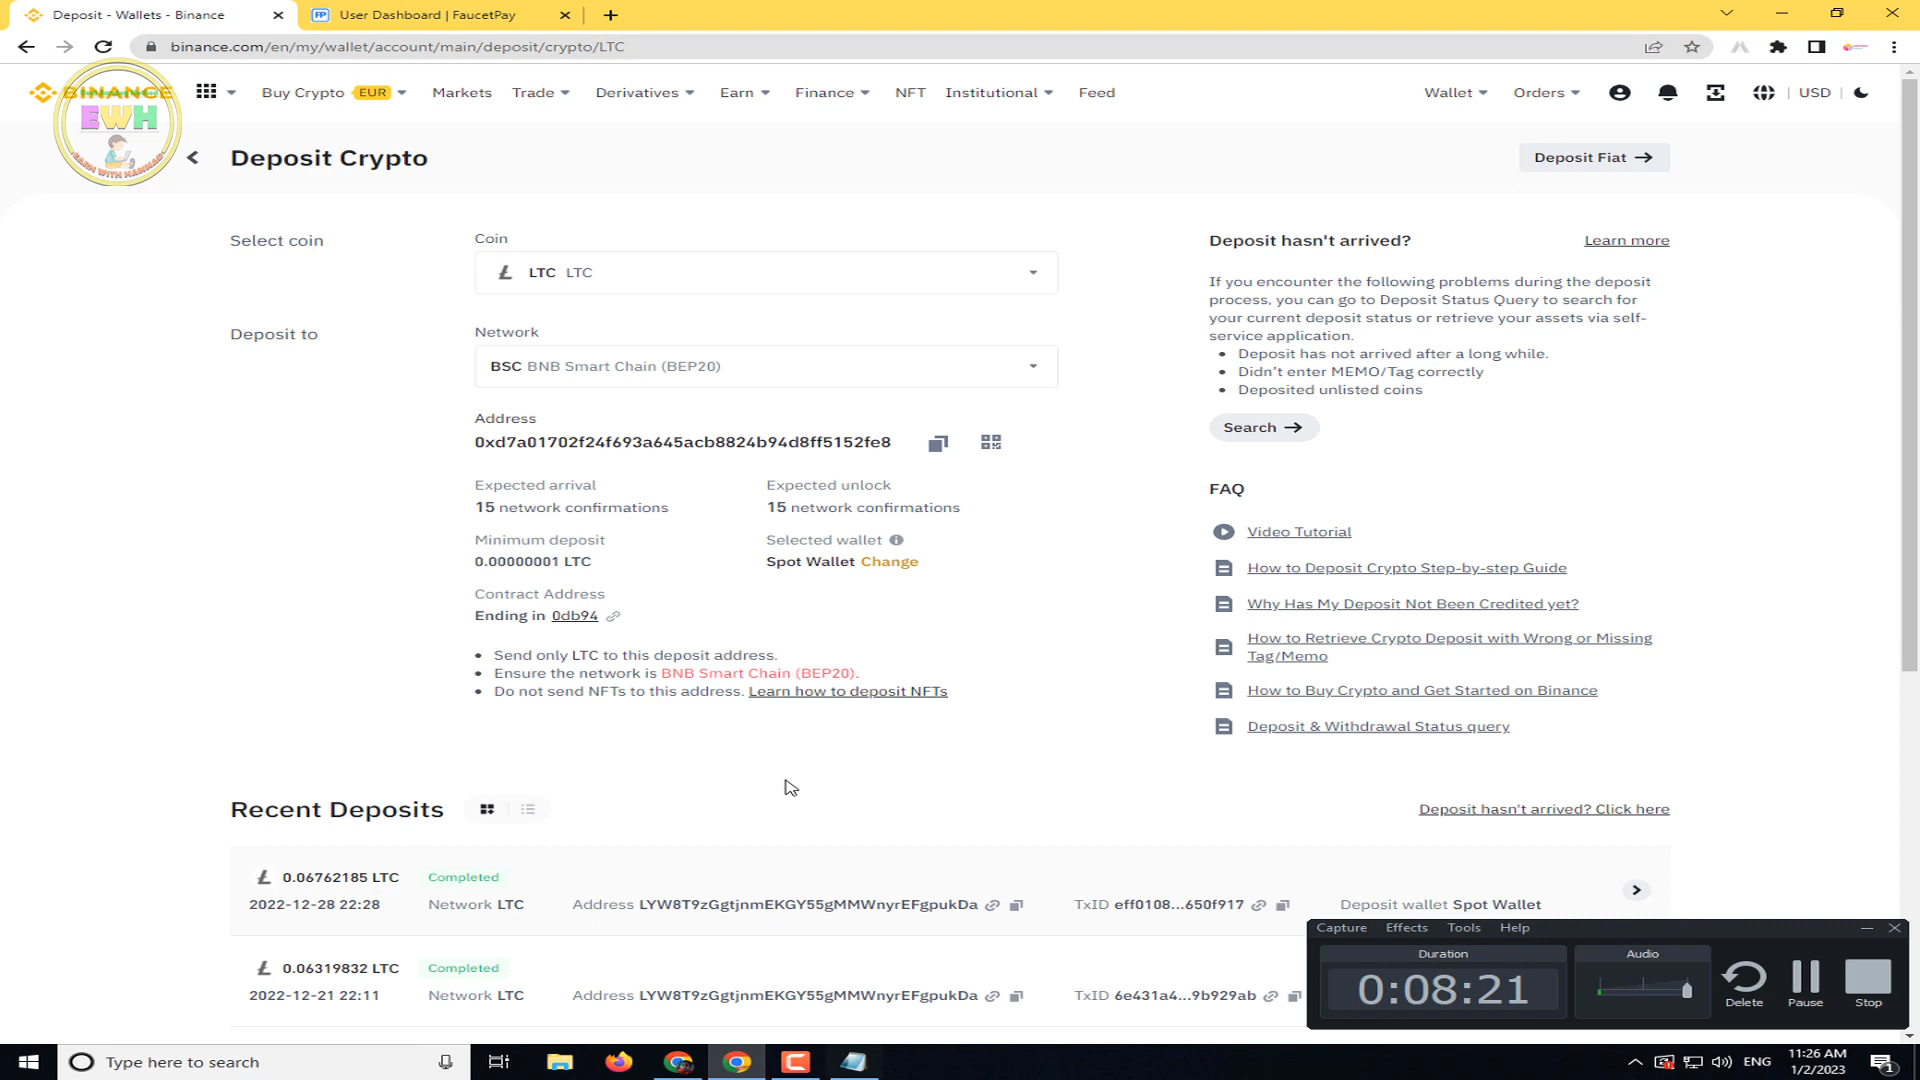 Deposit - Wallets - Binance
User Dashboard | FaucetPay
binance.com/en/my/wallet/account/main/deposit/crypto/LTC
BINANCE
Buy Crypto EUR
Markets
Trade
Derivatives
Earn
Finance
NFT
Institutional
Feed
Wallet
Orders
USD
EWH
EARN WITH HAMMAD
Deposit Crypto
Deposit Fiat
Select coin
Coin
LTC LTC
Deposit to
Network
BSC BNB Smart Chain (BEP20)
Address
0xd7a01702f24f693a645acb8824b94d8ff5152fe8
Expected arrival
15 network confirmations
Expected unlock
15 network confirmations
Minimum deposit
0.00000001 LTC
Selected wallet
Spot Wallet Change
Contract Address
Ending in 0db94
• Send only LTC to this deposit address.
• Ensure the network is BNB Smart Chain (BEP20).
• Do not send NFTs to this address. Learn how to deposit NFTs
Deposit hasn't arrived?
Learn more
If you encounter the following problems during the deposit
process, you can go to Deposit Status Query to search for
your current deposit status or retrieve your assets via self-
service application.
• Deposit has not arrived after a long while.
• Didn't enter MEMO/Tag correctly
• Deposited unlisted coins
Search
FAQ
Video Tutorial
How to Deposit Crypto Step-by-step Guide
Why Has My Deposit Not Been Credited yet?
How to Retrieve Crypto Deposit with Wrong or Missing
Tag/Memo
How to Buy Crypto and Get Started on Binance
Deposit & Withdrawal Status query
Recent Deposits
Deposit hasn't arrived? Click here
0.06762185 LTC Completed
2022-12-28 22:28 Network LTC Address LYW8T9zGgtjnmEKGY55gMMWnyrEFgpukDa TxID eff0108...650f917 Deposit wallet Spot Wallet
0.06319832 LTC Completed
2022-12-21 22:11 Network LTC Address LYW8T9zGgtjnmEKGY55gMMWnyrEFgpukDa TxID 6e431a4...9b929ab
Capture Effects Tools Help
Duration
0:08:21
Audio
Delete
Pause
Stop
Type here to search
ENG
11:26 AM
1/2/2023
1